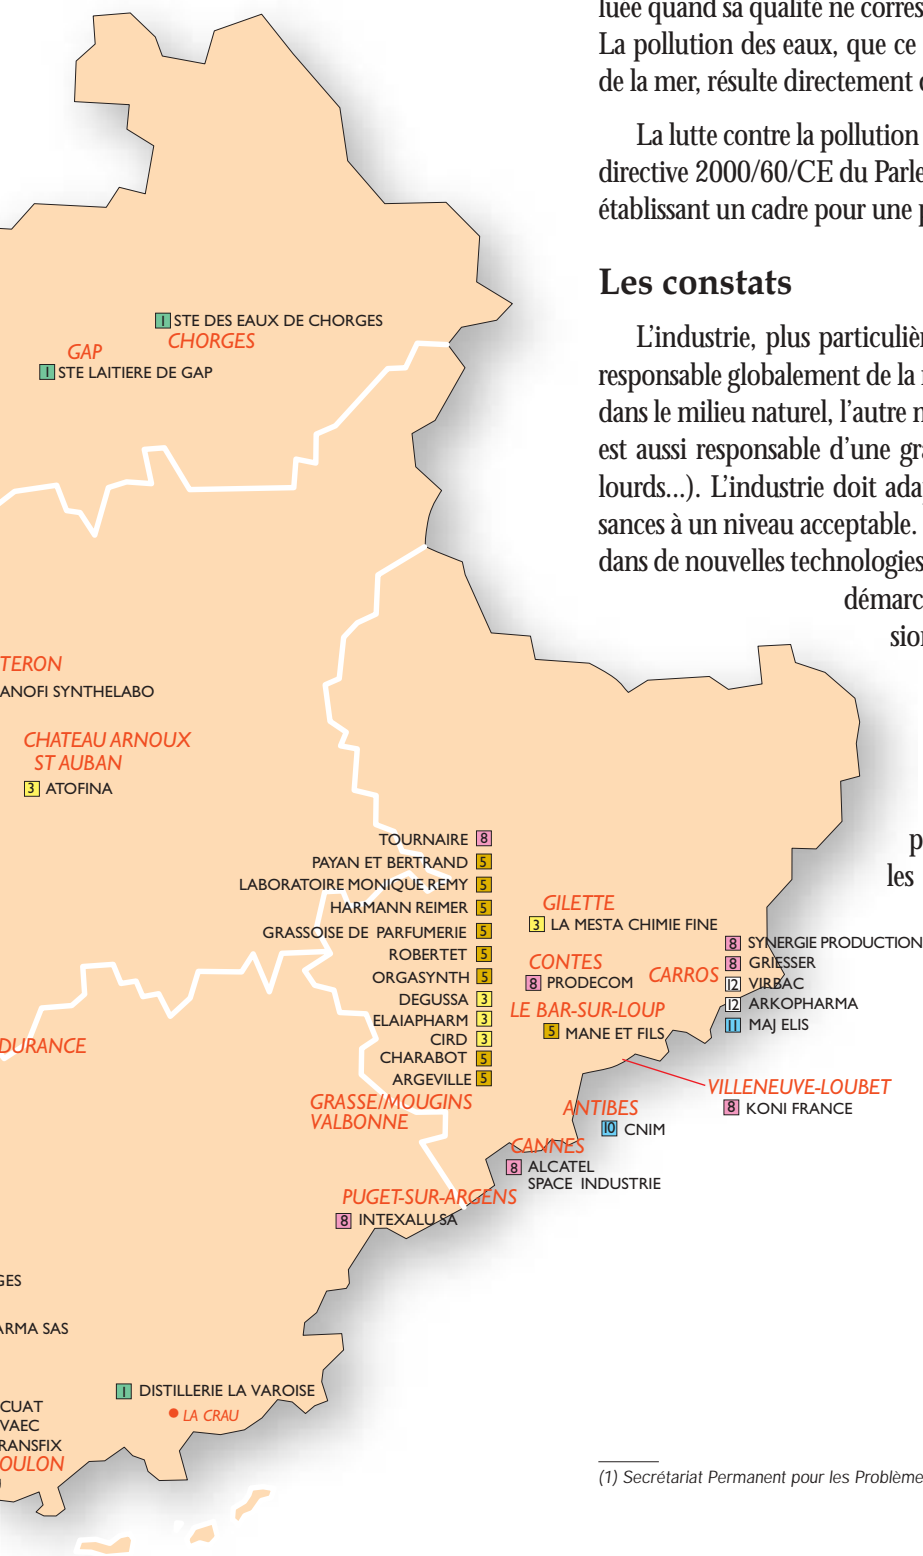 luée quand sa qualité ne corres
La pollution des eaux, que ce
de la mer, résulte directement
La lutte contre la pollution
directive 2000/60/CE du Parle
établissant un cadre pour une p
Les constats
L'industrie, plus particuliè
responsable globalement de la
dans le milieu naturel, l'autre
est aussi responsable d'une gra
lourds...). L'industrie doit ada
sances à un niveau acceptable.
dans de nouvelles technologies
démarc
sion
p
les
1 STE DES EAUX DE CHORGES
CHORGES
GAP
1 STE LAITIERE DE GAP
TERON
ANOFI SYNTHELABO
CHATEAU ARNOUX
ST AUBAN
3 ATOFINA
TOURNAIRE 8
PAYAN ET BERTRAND 5
LABORATOIRE MONIQUE REMY 5
HARMANN REIMER 5
GRASSOISE DE PARFUMERIE 5
ROBERTET 5
ORGASYNTH 5
DEGUSSA 3
ELAIAPHARM 3
CIRD 3
CHARABOT 5
ARGEVILLE 5
GRASSE/MOUGINS
VALBONNE
GILETTE
3 LA MESTA CHIMIE FINE
CONTES
8 PRODECOM
LE BAR-SUR-LOUP
5 MANE ET FILS
CARROS
8 SYNERGIE PRODUCTION
8 GRIESSER
12 VIRBAC
12 ARKOPHARMA
11 MAJ ELIS
DURANCE
VILLENEUVE-LOUBET
8 KONI FRANCE
ANTIBES
10 CNIM
CANNES
8 ALCATEL
SPACE INDUSTRIE
PUGET-SUR-ARGENS
8 INTEXALU SA
GES
ARMA SAS
1 DISTILLERIE LA VAROISE
LA CRAU
CUAT
VAEC
RANSFIX
OULON
(1) Secrétariat Permanent pour les Problème